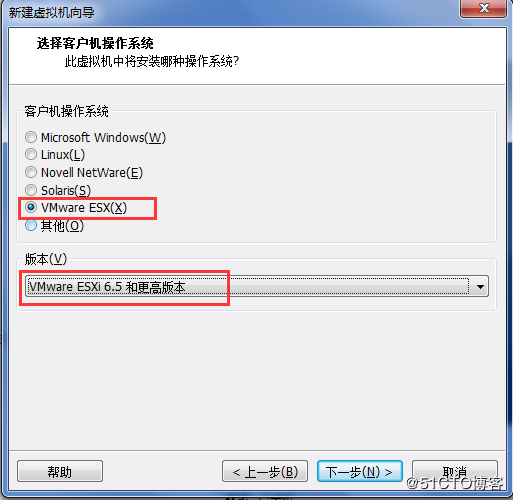 新建虚拟机向导
选择客户机操作系统
此虚拟机中将安装哪种操作系统?
客户机操作系统
Microsoft Windows(W)
Linux(L)
Novell NetWare(E)
Solaris(S)
VMware ESX(X)
其他(O)
版本(V)
VMware ESXi 6.5 和更高版本
帮助
< 上一步(B)
下一步(N) >
取消
@51CTO博客